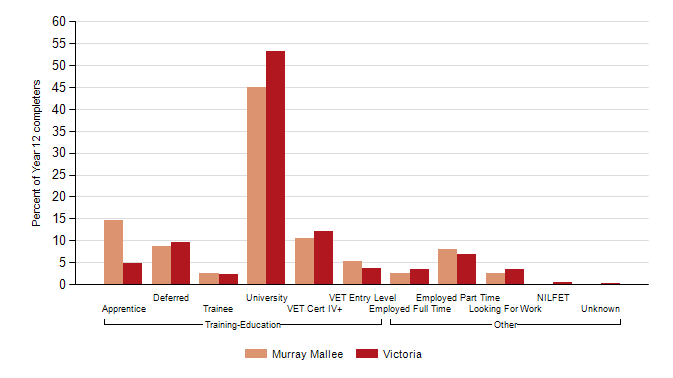 Percent of Year 12 completers
60
55
50
45
40
35
30
25
20
15
10
5
0
Deferred University VET Entry Level Employed Part Time NILFET
Apprentice Trainee VET Cert IV+ Employed Full Time Looking For Work Unknown
Training-Education Other
Murray Mallee Victoria